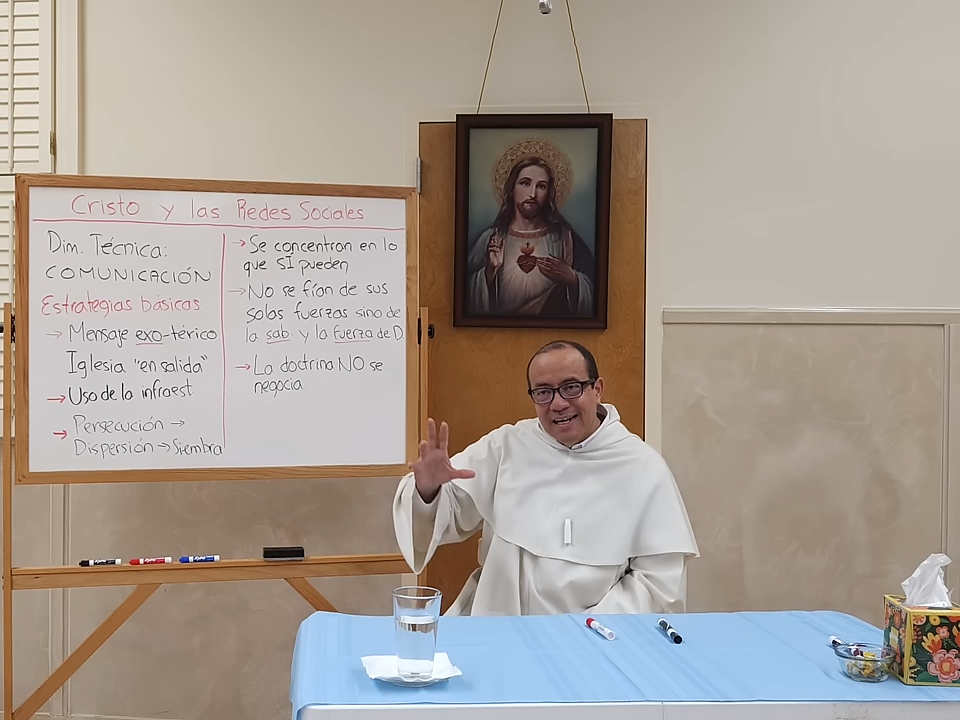 Cristo y las Redes Sociales
Dim. Técnica:
COMUNICACIÓN
Estrategias básicas
→ Mensaje exo-térico
Iglesia "en salida"
→ Uso de la infraest
→ Persecución →
Dispersión → Siembra
→ Se concentran en lo
que SÍ pueden
→ No se fían de sus
solas fuerzas sino de
la sab y la fuerza de D.
→ La doctrina NO se
negocia